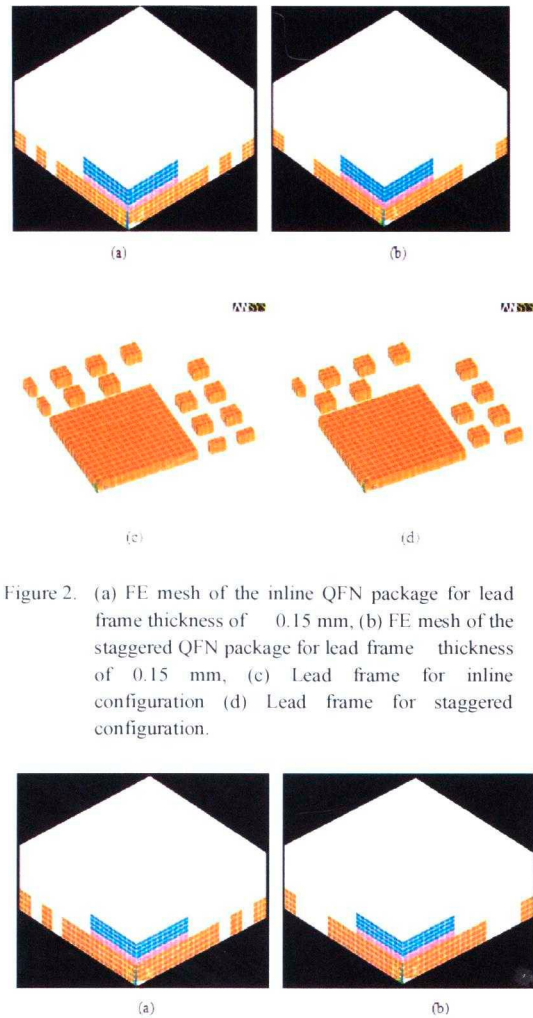 (a) (b)
ANSYS ANSYS
(c) (d)
Figure 2. (a) FE mesh of the inline QFN package for lead
frame thickness of 0.15 mm, (b) FE mesh of the
staggered QFN package for lead frame thickness
of 0.15 mm, (c) Lead frame for inline
configuration (d) Lead frame for staggered
configuration.
(a) (b)